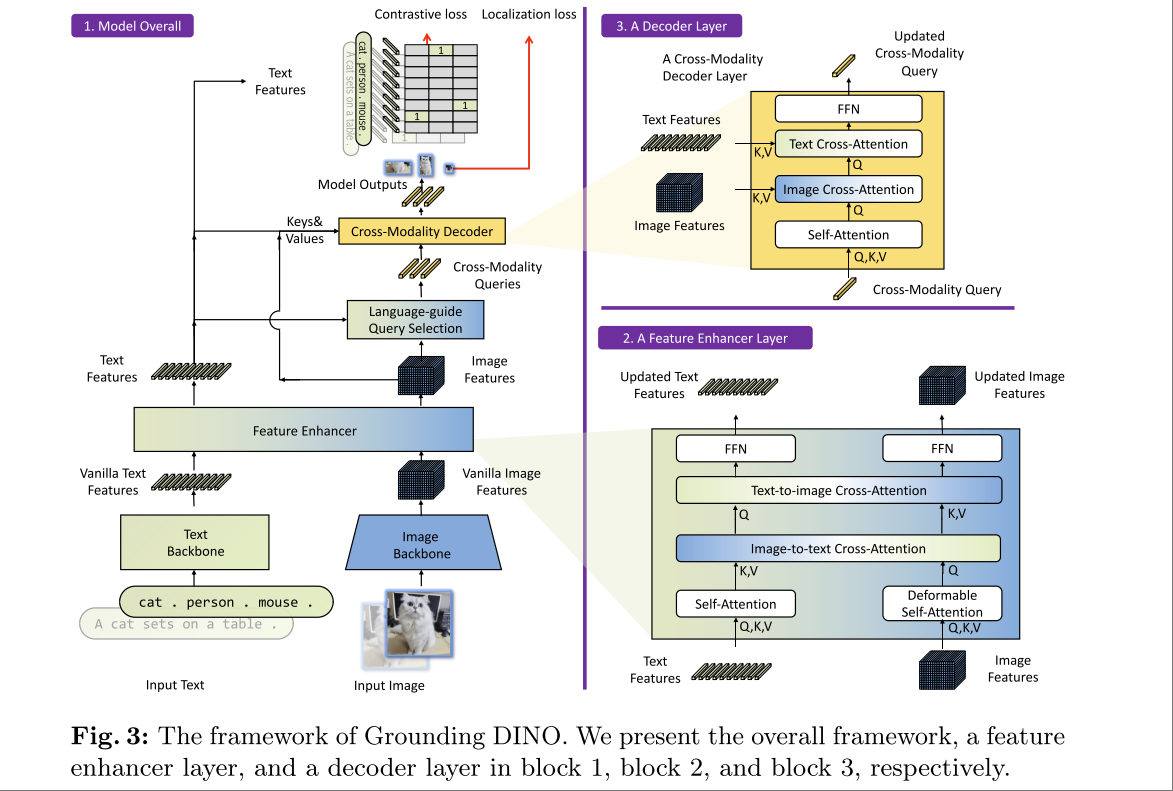 1. Model Overall
Contrastive loss
Localization loss
Text
Features
cat . person . mouse .
A cat sets on a table .
1
1
1
1
Model Outputs
Keys&
Values
Cross-Modality Decoder
Cross-Modality
Queries
Language-guide
Query Selection
Text
Features
Image
Features
Feature Enhancer
Vanilla Text
Features
Vanilla Image
Features
Text
Backbone
Image
Backbone
cat . person . mouse .
A cat sets on a table .
Input Text
Input Image
3. A Decoder Layer
Updated
Cross-Modality
Query
A Cross-Modality
Decoder Layer
FFN
Text Features
Text Cross-Attention
K,V
Q
Image Cross-Attention
K,V
Q
Image Features
Self-Attention
Q,K,V
Cross-Modality Query
2. A Feature Enhancer Layer
Updated Text
Features
Updated Image
Features
FFN
FFN
Text-to-image Cross-Attention
Q
K,V
Image-to-text Cross-Attention
K,V
Q
Self-Attention
Deformable
Self-Attention
Q,K,V
Q,K,V
Text
Features
Image
Features
Fig. 3: The framework of Grounding DINO. We present the overall framework, a feature
enhancer layer, and a decoder layer in block 1, block 2, and block 3, respectively.